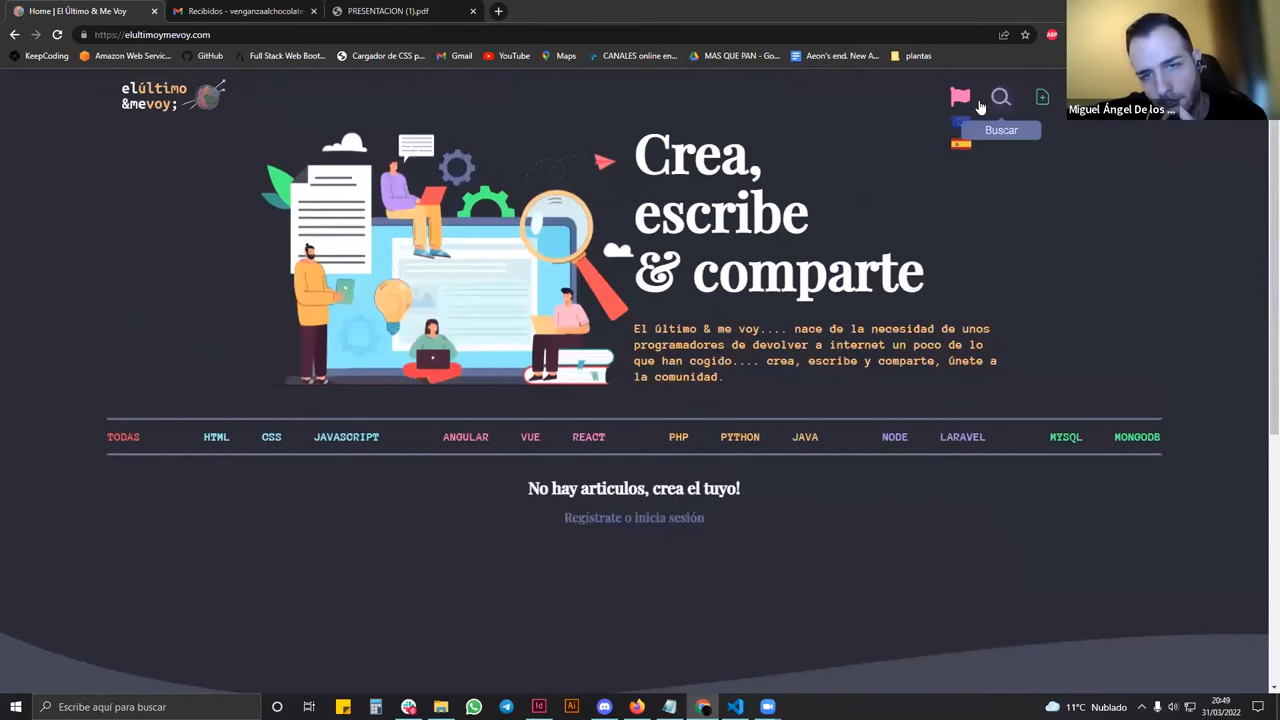 Home | El Último & Me Voy
Recibidos - venganzaalchocolate
PRESENTACION (1).pdf
https://elultimoymevoy.com
ABP
KeepCoding
Amazon Web Servic...
GitHub
Full Stack Web Boot...
Cargador de CSS p...
Gmail
YouTube
Maps
CANALES online en...
MAS QUE PAN - Go...
Aeon's end. New A...
plantas
Miguel Ángel De los ...
elúltimo
&mevoy;
Buscar
Crea,
escribe
& comparte
El último & me voy.... nace de la necesidad de unos
programadores de devolver a internet un poco de lo
que han cogido.... crea, escribe y comparte, únete a
la comunidad.
TODAS HTML CSS JAVASCRIPT ANGULAR VUE REACT PHP PYTHON JAVA NODE LARAVEL MYSQL MONGODB
No hay articulos, crea el tuyo!
Regístrate o inicia sesión
Escribe aquí para buscar
Id
Ai
11°C Nublado
20:49
31/03/2022